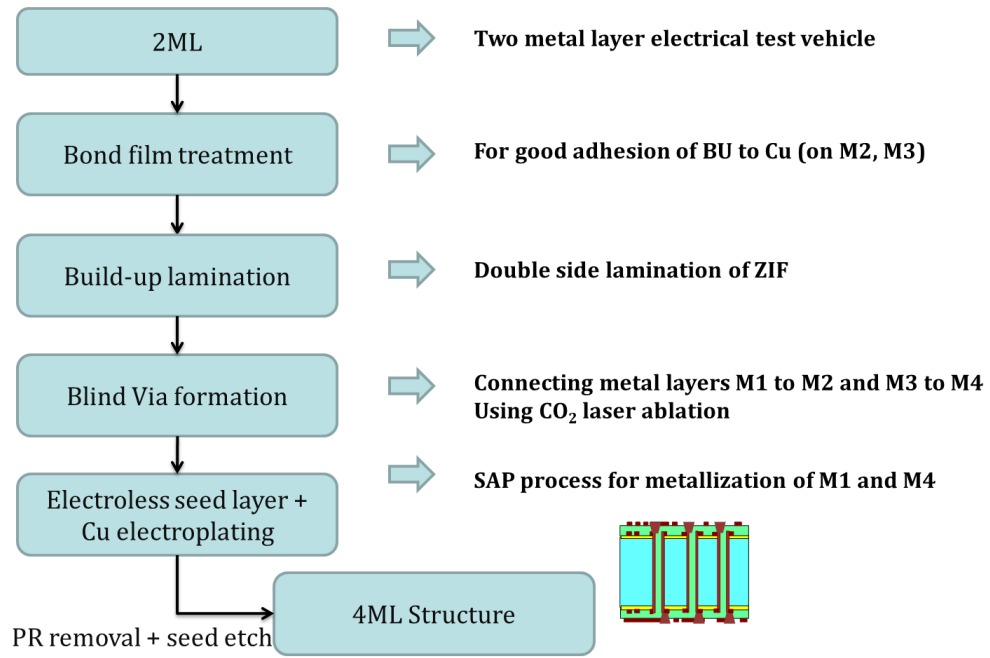 2ML
Two metal layer electrical test vehicle
Bond film treatment
For good adhesion of BU to Cu (on M2, M3)
Build-up lamination
Double side lamination of ZIF
Blind Via formation
Connecting metal layers M1 to M2 and M3 to M4
Using CO₂ laser ablation
Electroless seed layer +
Cu electroplating
SAP process for metallization of M1 and M4
PR removal + seed etch
4ML Structure